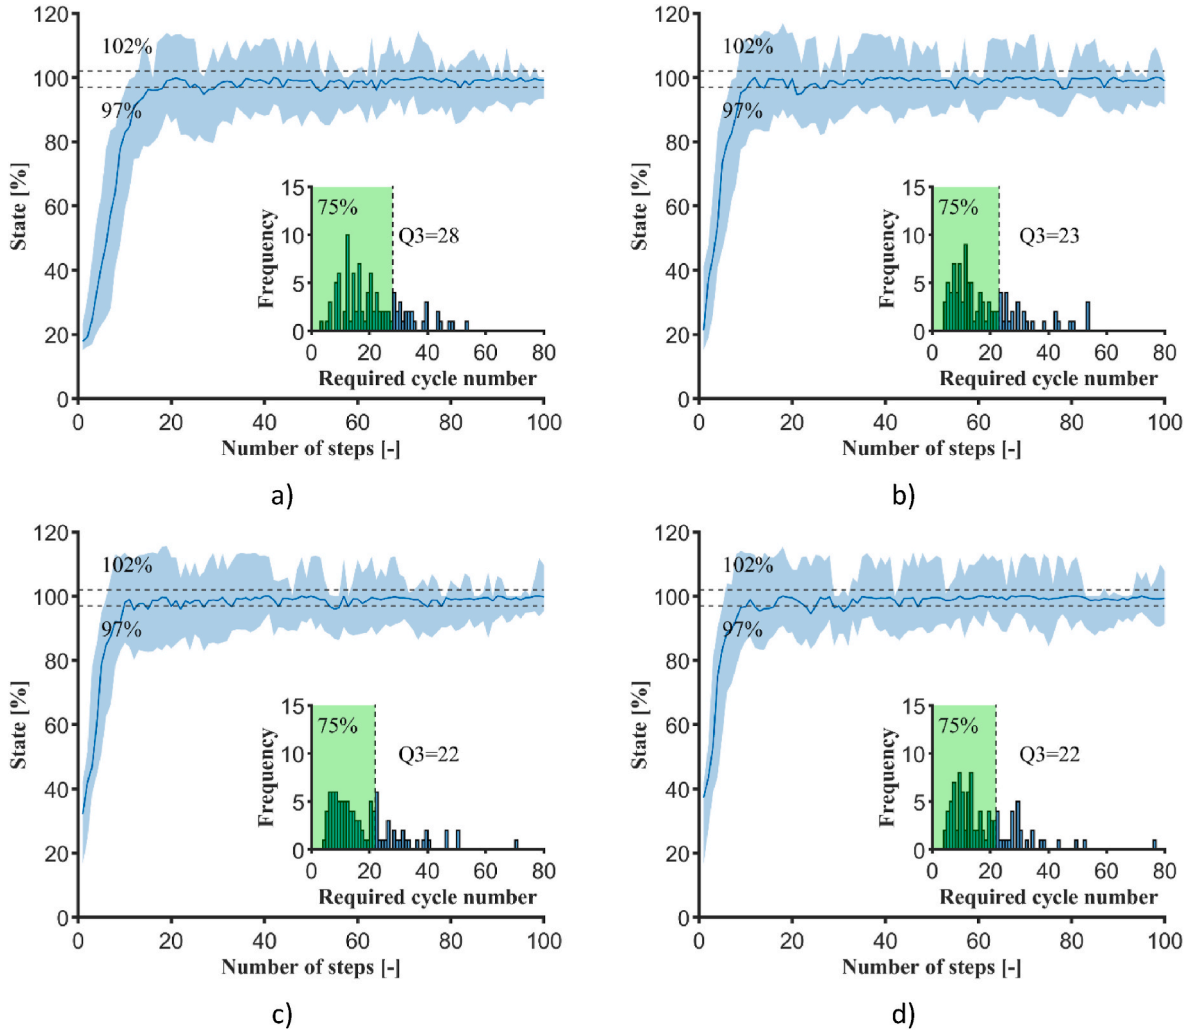 120
102%
100
97%
80
60
40
20
0
State [%]
15
75%
10
Q3=28
5
0
Frequency
0 20 40 60 80
Required cycle number
0 20 40 60 80 100
Number of steps [-]
a)
120
102%
100
97%
80
60
40
20
0
State [%]
15
75%
10
Q3=23
5
0
Frequency
0 20 40 60 80
Required cycle number
0 20 40 60 80 100
Number of steps [-]
b)
120
102%
100
97%
80
60
40
20
0
State [%]
15
75%
10
Q3=22
5
0
Frequency
0 20 40 60 80
Required cycle number
0 20 40 60 80 100
Number of steps [-]
c)
120
102%
100
97%
80
60
40
20
0
State [%]
15
75%
10
Q3=22
5
0
Frequency
0 20 40 60 80
Required cycle number
0 20 40 60 80 100
Number of steps [-]
d)